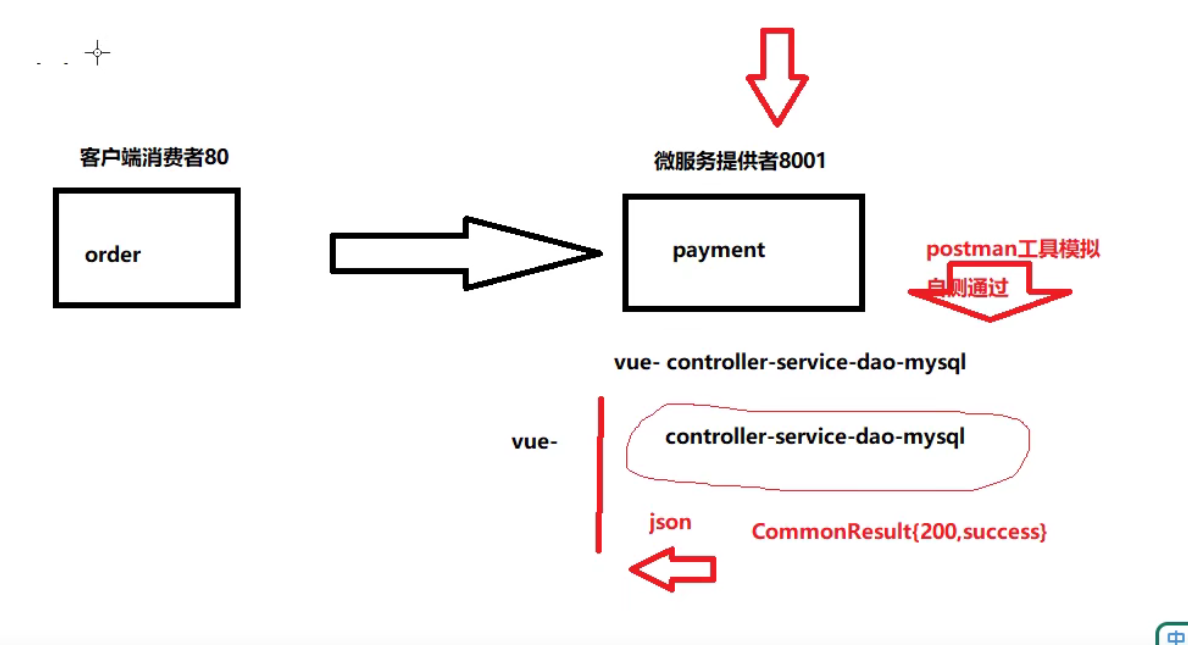 客户端消费者80
微服务提供者8001
order
payment
postman工具模拟
自测通过
vue- controller-service-dao-mysql
vue-
controller-service-dao-mysql
json
CommonResult{200,success}
中